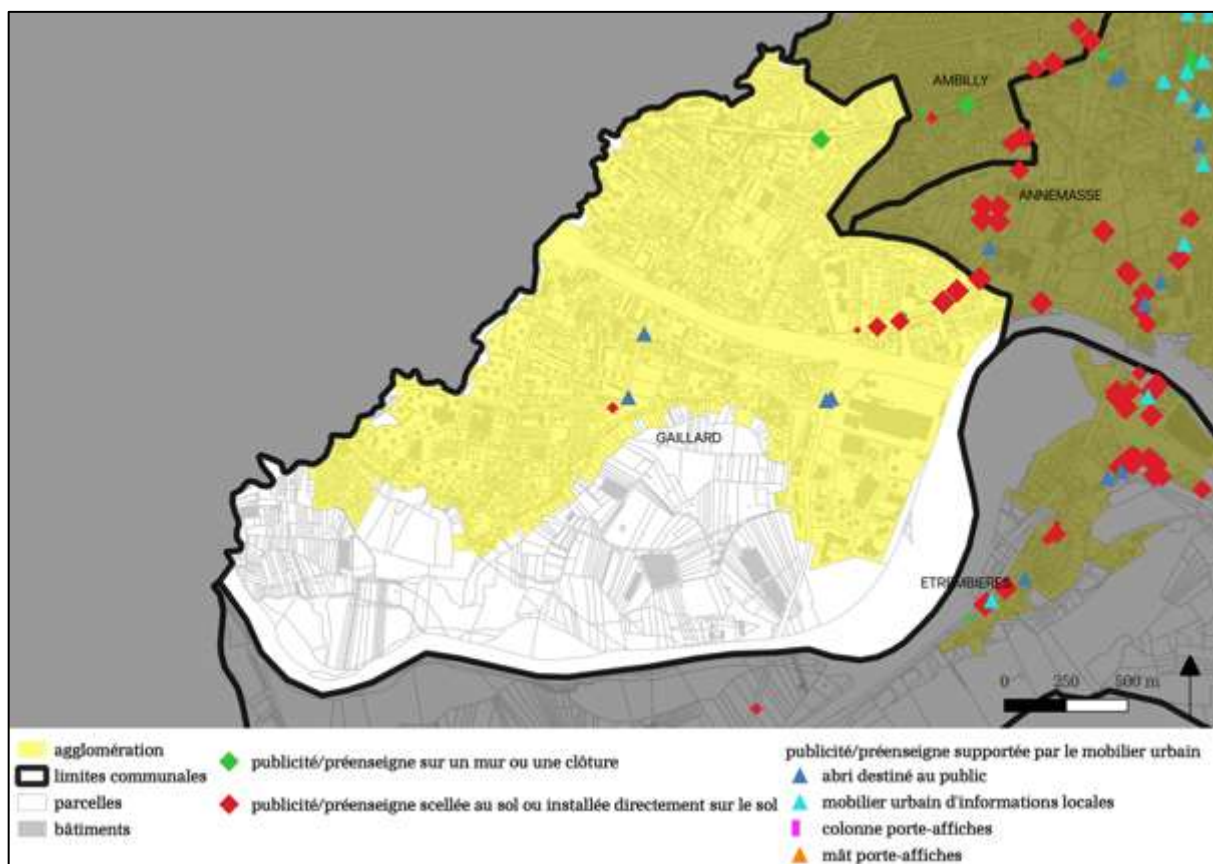 AMBILLY
ANNEMASSE
GAILLARD
ETREMBIERES
0 250 500 m
agglomération
limites communales
parcelles
bâtiments
publicité/préenseigne sur un mur ou une clôture
publicité/préenseigne scellée au sol ou installée directement sur le sol
publicité/préenseigne supportée par le mobilier urbain
abri destiné au public
mobilier urbain d'informations locales
colonne porte-affiches
mât porte-affiches